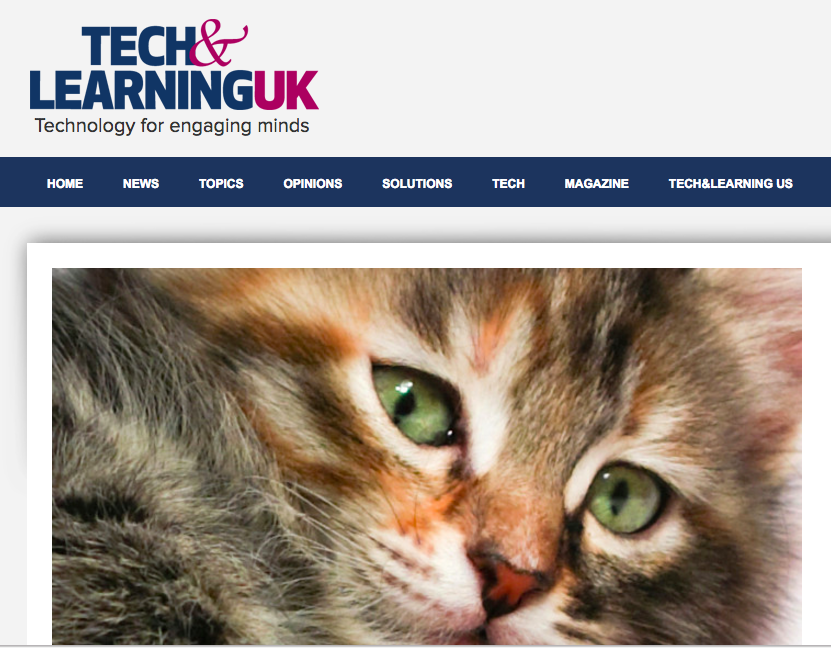 TECH&
LEARNINGUK
Technology for engaging minds
HOME NEWS TOPICS OPINIONS SOLUTIONS TECH MAGAZINE TECH&LEARNING US